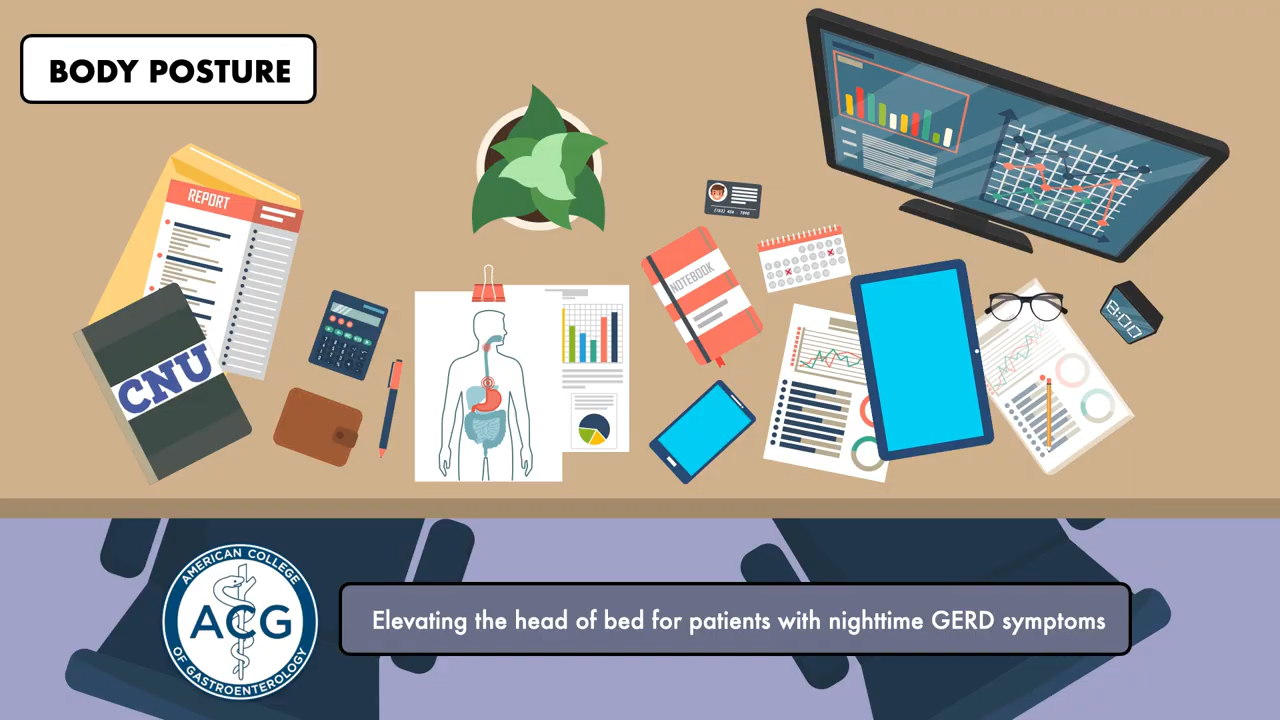 BODY POSTURE
REPORT
NOTEBOOK
8:00
CNU
AMERICAN COLLEGE
ACG
OF GASTROENTEROLOGY
Elevating the head of bed for patients with nighttime GERD symptoms